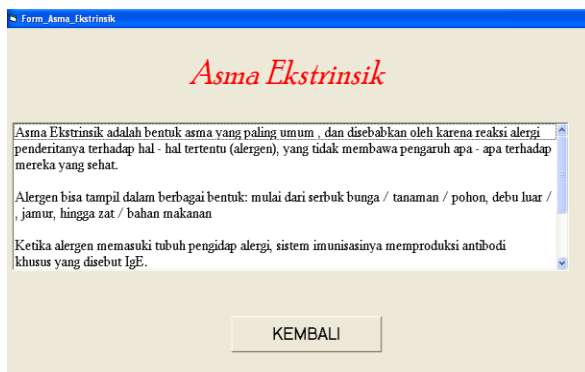 Form_Asma_Ekstrinsik
Asma Ekstrinsik
Asma Ekstrinsik adalah bentuk asma yang paling umum , dan disebabkan oleh karena reaksi alergi
penderitanya terhadap hal - hal tertentu (alergen), yang tidak membawa pengaruh apa - apa terhadap
mereka yang sehat.
Alergen bisa tampil dalam berbagai bentuk: mulai dari serbuk bunga / tanaman / pohon, debu luar /
, jamur, hingga zat / bahan makanan
Ketika alergen memasuki tubuh pengidap alergi, sistem imunisasinya memproduksi antibodi
khusus yang disebut IgE.
KEMBALI